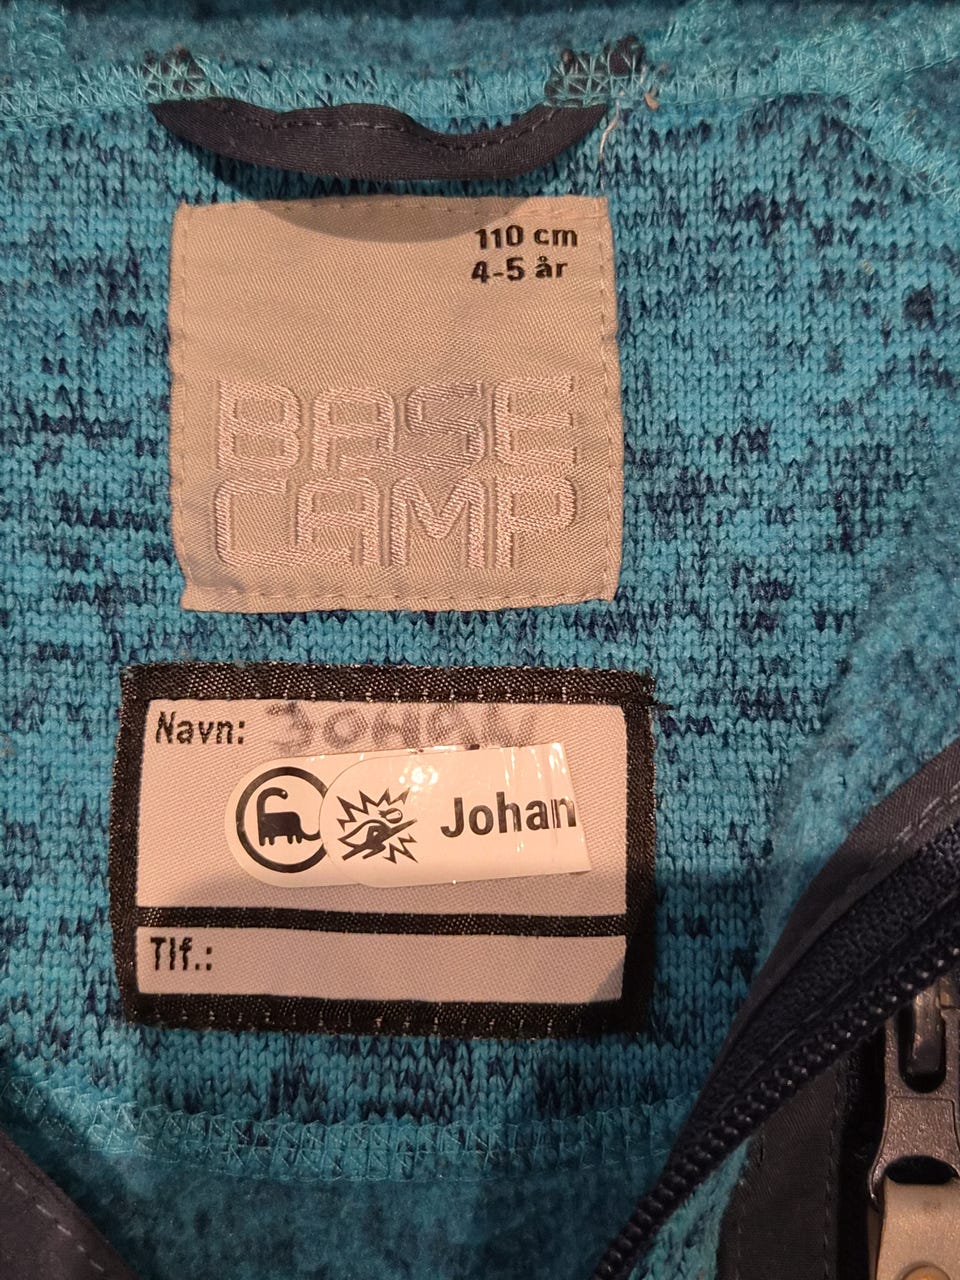 110 cm
4-5 år
BASE
CAMP
Navn: JOHAN
Johan
Tlf.: